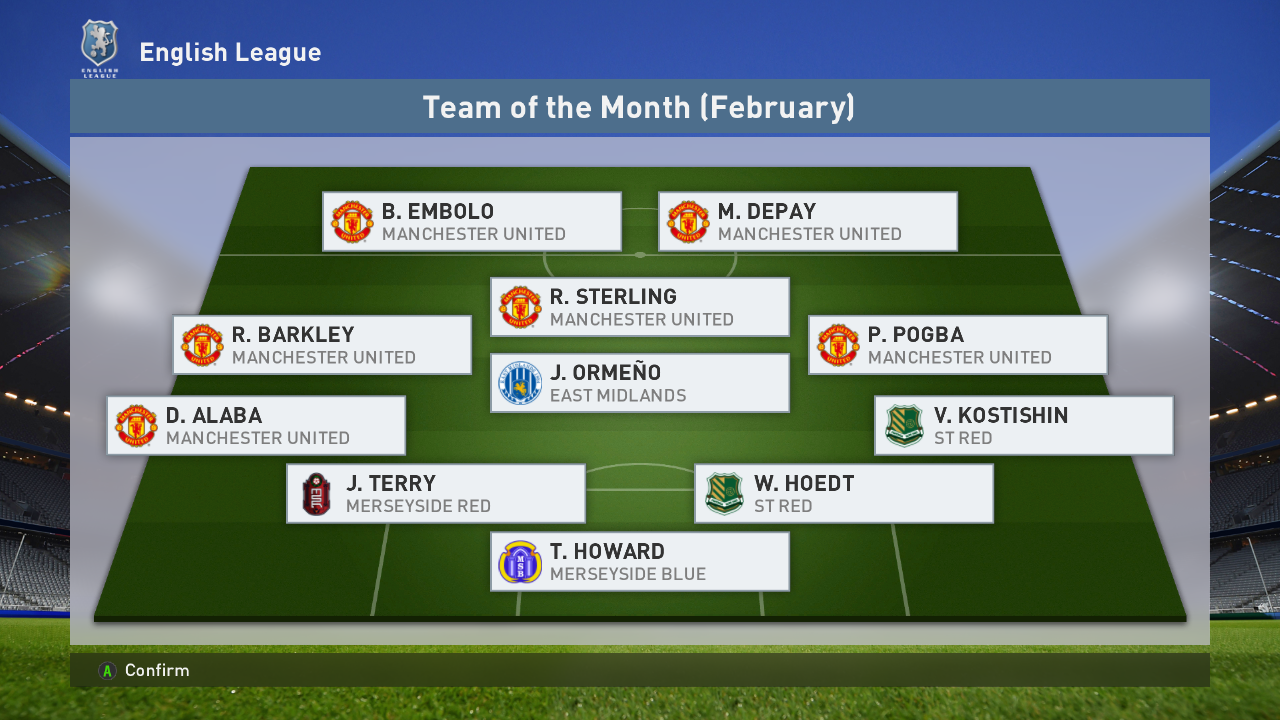 ENGLISH
LEAGUE
English League
Team of the Month (February)
B. EMBOLO
MANCHESTER UNITED
M. DEPAY
MANCHESTER UNITED
R. STERLING
MANCHESTER UNITED
R. BARKLEY
MANCHESTER UNITED
P. POGBA
MANCHESTER UNITED
J. ORMEÑO
EAST MIDLANDS
D. ALABA
MANCHESTER UNITED
V. KOSTISHIN
ST RED
J. TERRY
MERSEYSIDE RED
W. HOEDT
ST RED
T. HOWARD
MERSEYSIDE BLUE
A Confirm